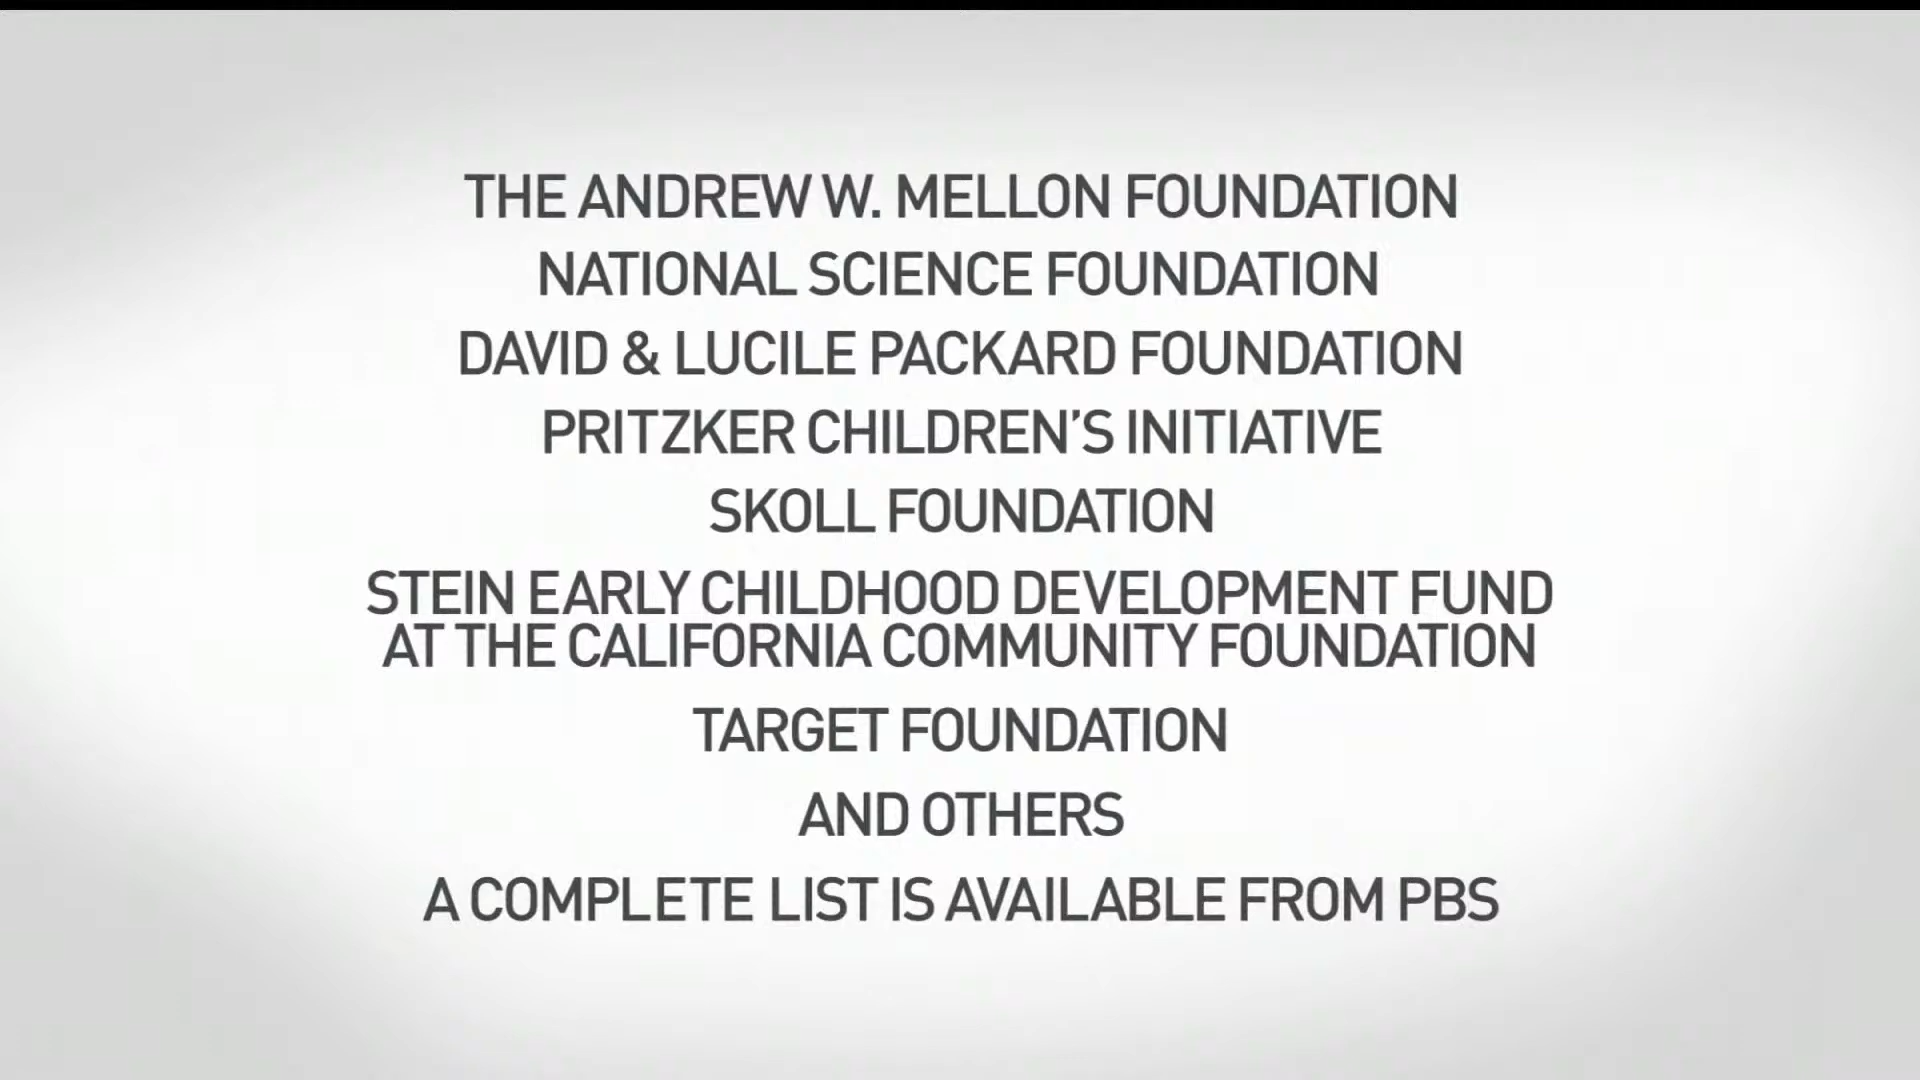 THE ANDREW W. MELLON FOUNDATION
NATIONAL SCIENCE FOUNDATION
DAVID & LUCILE PACKARD FOUNDATION
PRITZKER CHILDREN’S INITIATIVE
SKOLL FOUNDATION
STEIN EARLY CHILDHOOD DEVELOPMENT FUND
AT THE CALIFORNIA COMMUNITY FOUNDATION
TARGET FOUNDATION
AND OTHERS
A COMPLETE LIST IS AVAILABLE FROM PBS